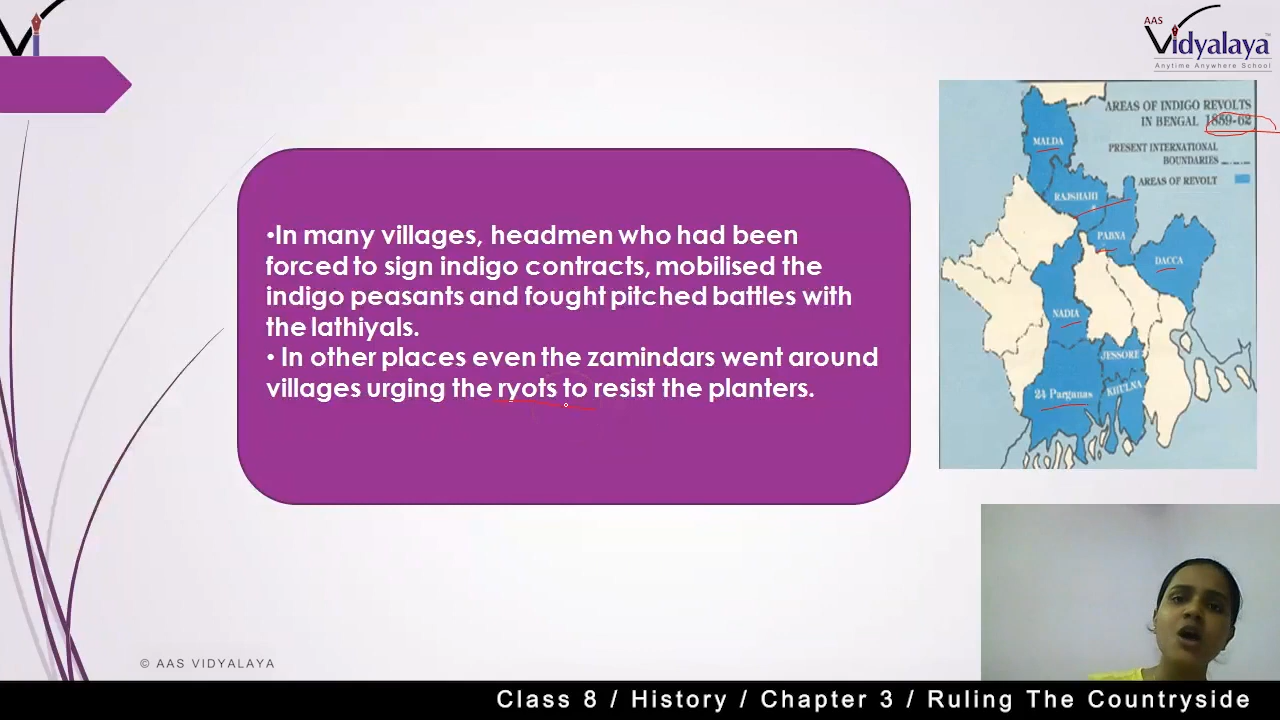 AAS
Vidyalaya
Anytime Anywhere School
AREAS OF INDIGO REVOLTS
IN BENGAL 1859-62
PRESENT INTERNATIONAL
BOUNDARIES
AREAS OF REVOLT
MALDA
RAJSHAHI
PABNA
DACCA
NADIA
JESSORE
24 Parganas
KHULNA
•In many villages, headmen who had been
forced to sign indigo contracts, mobilised the
indigo peasants and fought pitched battles with
the lathiyals.
• In other places even the zamindars went around
villages urging the ryots to resist the planters.
© AAS VIDYALAYA
Class 8 / History / Chapter 3 / Ruling The Countryside